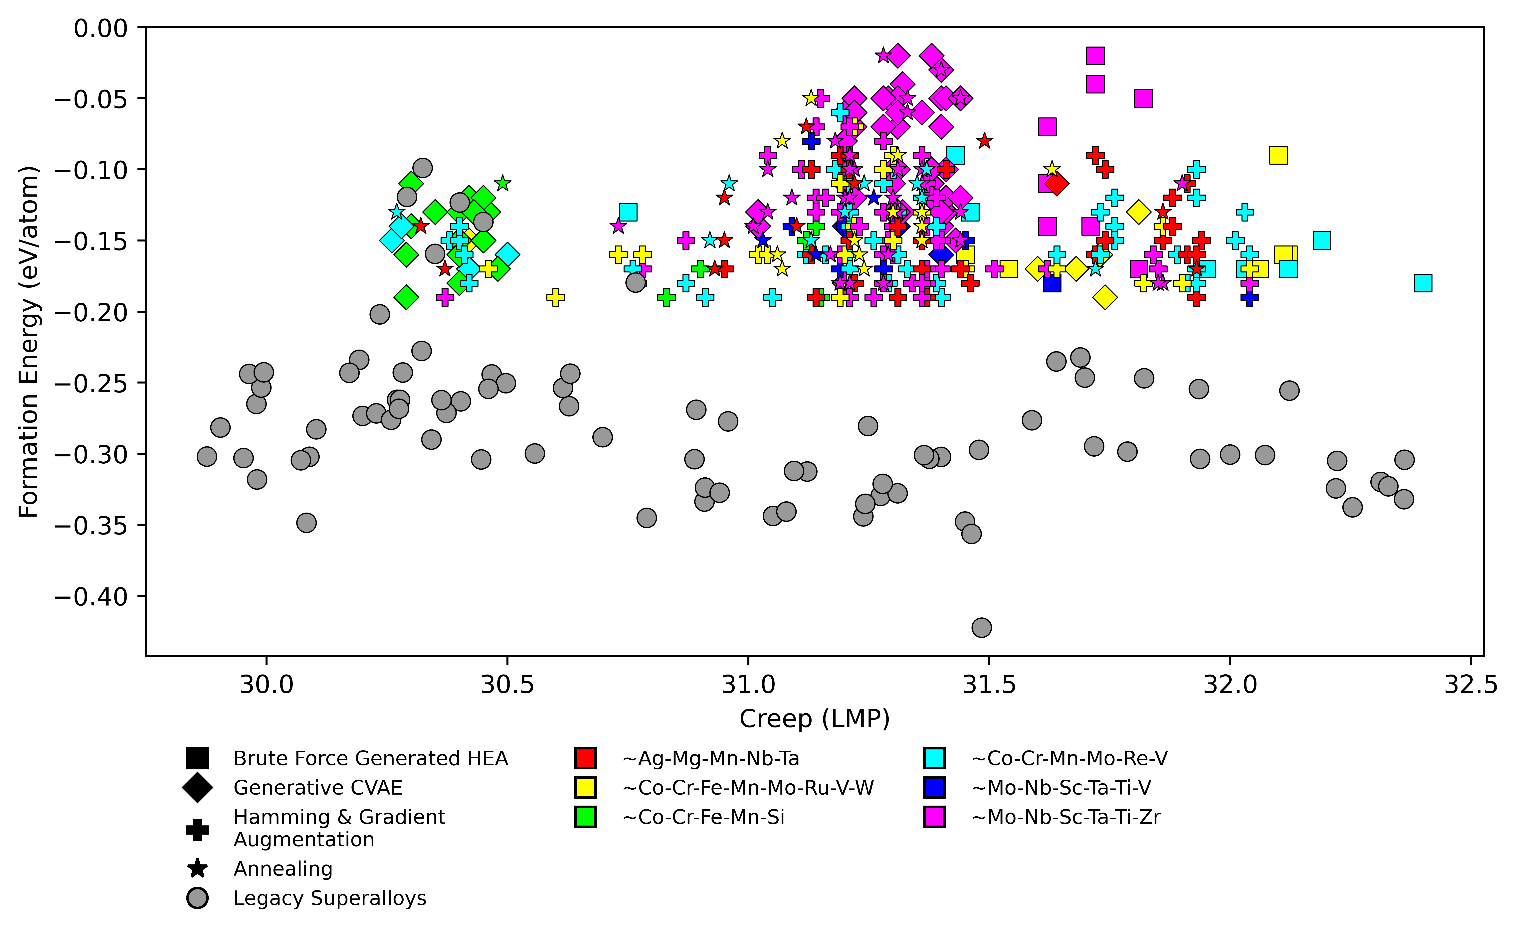 0.00
−0.05
−0.10
−0.15
−0.20
−0.25
−0.30
−0.35
−0.40
Formation Energy (eV/atom)
30.0 30.5 31.0 31.5 32.0 32.5
Creep (LMP)
Brute Force Generated HEA
Generative CVAE
Hamming & Gradient
Augmentation
Annealing
Legacy Superalloys
~Ag-Mg-Mn-Nb-Ta
~Co-Cr-Fe-Mn-Mo-Ru-V-W
~Co-Cr-Fe-Mn-Si
~Co-Cr-Mn-Mo-Re-V
~Mo-Nb-Sc-Ta-Ti-V
~Mo-Nb-Sc-Ta-Ti-Zr